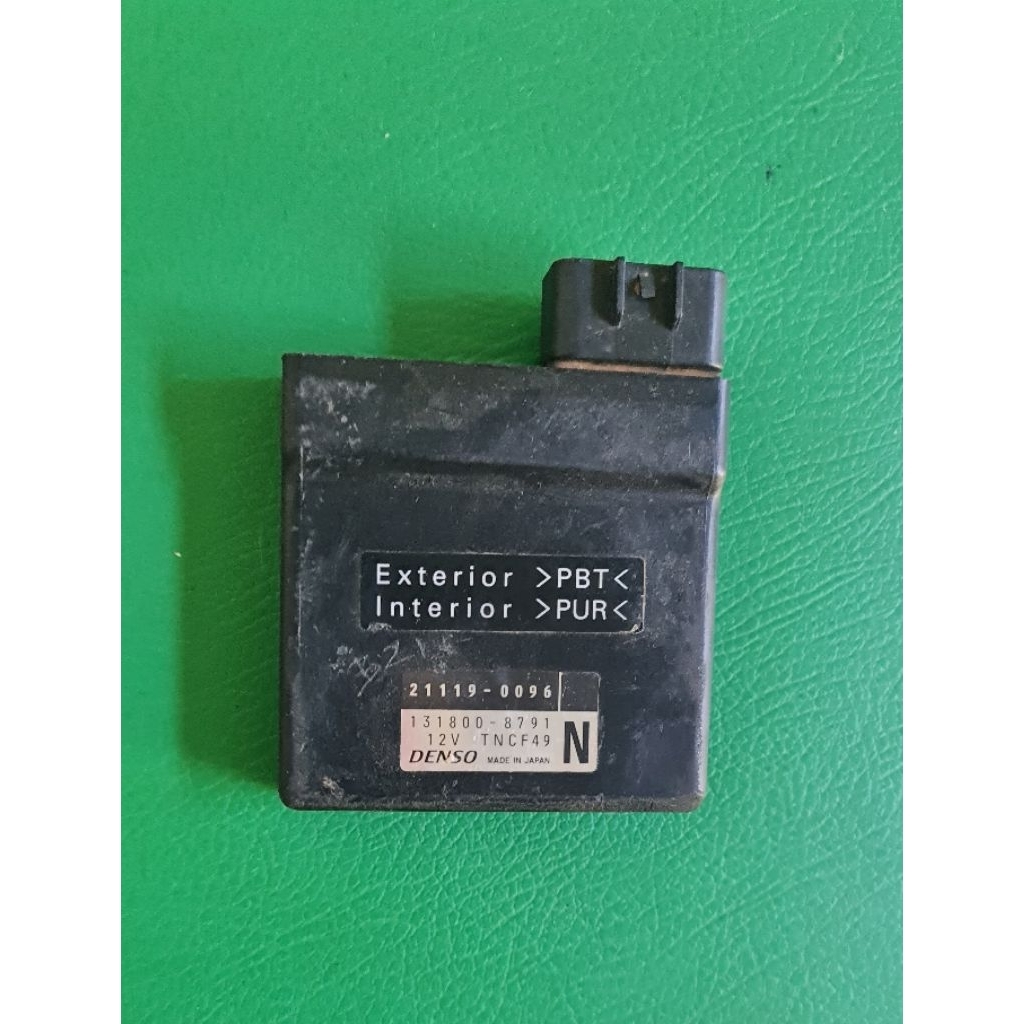 Exterior >PBT<
Interior >PUR<
21119-0096
131800-8791
12V TNCF49
N
DENSO MADE IN JAPAN